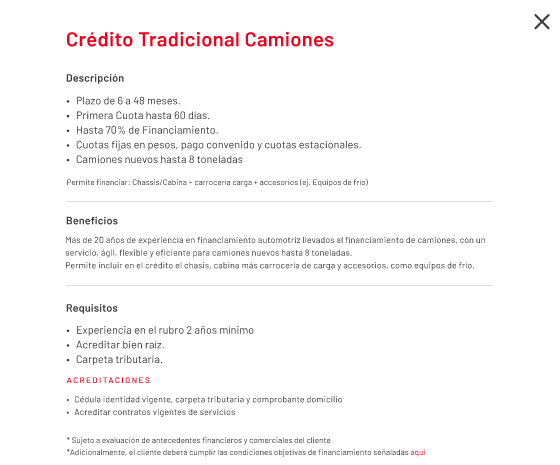 Crédito Tradicional Camiones
Descripción
• Plazo de 6 a 48 meses.
• Primera Cuota hasta 60 días.
• Hasta 70% de Financiamiento.
• Cuotas fijas en pesos, pago convenido y cuotas estacionales.
• Camiones nuevos hasta 8 toneladas
Permite financiar: Chassis/Cabina + carrocería carga + accesorios (ej. Equipos de frío)
Beneficios
Más de 20 años de experiencia en financiamiento automotriz llevados al financiamiento de camiones, con un
servicio, ágil, flexible y eficiente para camiones nuevos hasta 8 toneladas.
Permite incluir en el crédito el chasis, cabina más carrocería de carga y accesorios, como equipos de frío.
Requisitos
• Experiencia en el rubro 2 años mínimo
• Acreditar bien raíz.
• Carpeta tributaria.
ACREDITACIONES
• Cédula identidad vigente, carpeta tributaria y comprobante domicilio
• Acreditar contratos vigentes de servicios
* Sujeto a evaluación de antecedentes financieros y comerciales del cliente
*Adicionalmente, el cliente deberá cumplir las condiciones objetivas de financiamiento señaladas aquí